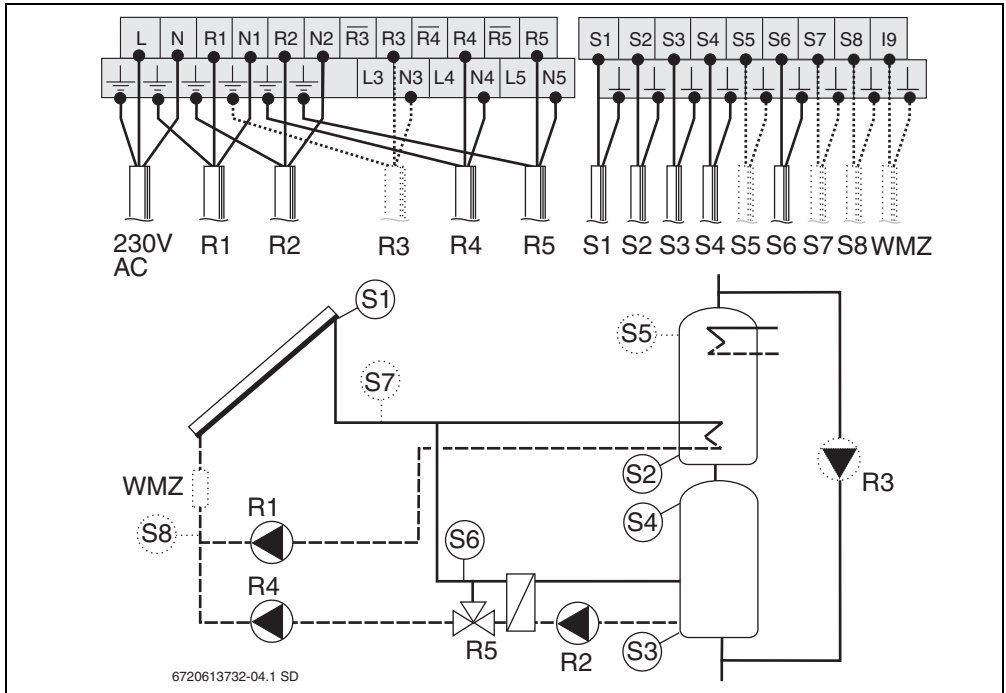 L N R1 N1 R2 N2 R3 R3 R4 R4 R5 R5
L3 N3 L4 N4 L5 N5
S1 S2 S3 S4 S5 S6 S7 S8 I9
230V AC R1 R2 R3 R4 R5
S1 S2 S3 S4 S5 S6 S7 S8 WMZ
S1
S5
S7
S2
R3
WMZ
S4
R1
S8
S6
R4
R5
R2
S3
6720613732-04.1 SD